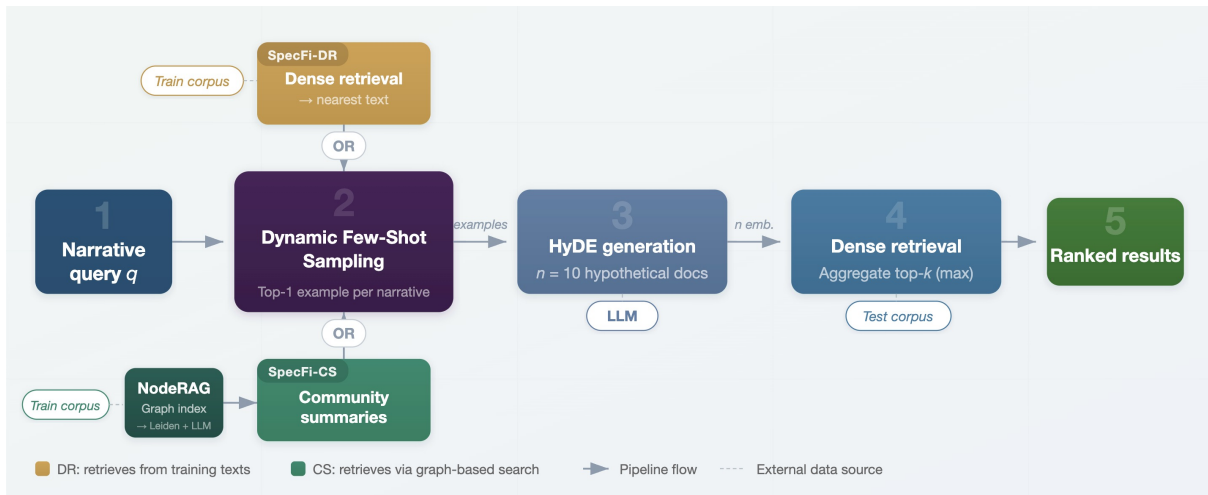 SpecFi-DR
Train corpus
Dense retrieval
→ nearest text
OR
1
Narrative
query q
2
Dynamic Few-Shot
Sampling
Top-1 example per narrative
examples
3
HyDE generation
n = 10 hypothetical docs
LLM
n emb.
4
Dense retrieval
Aggregate top-k (max)
Test corpus
5
Ranked results
OR
SpecFi-CS
Community
summaries
NodeRAG
Graph index
→ Leiden + LLM
Train corpus
DR: retrieves from training texts
CS: retrieves via graph-based search
Pipeline flow
External data source